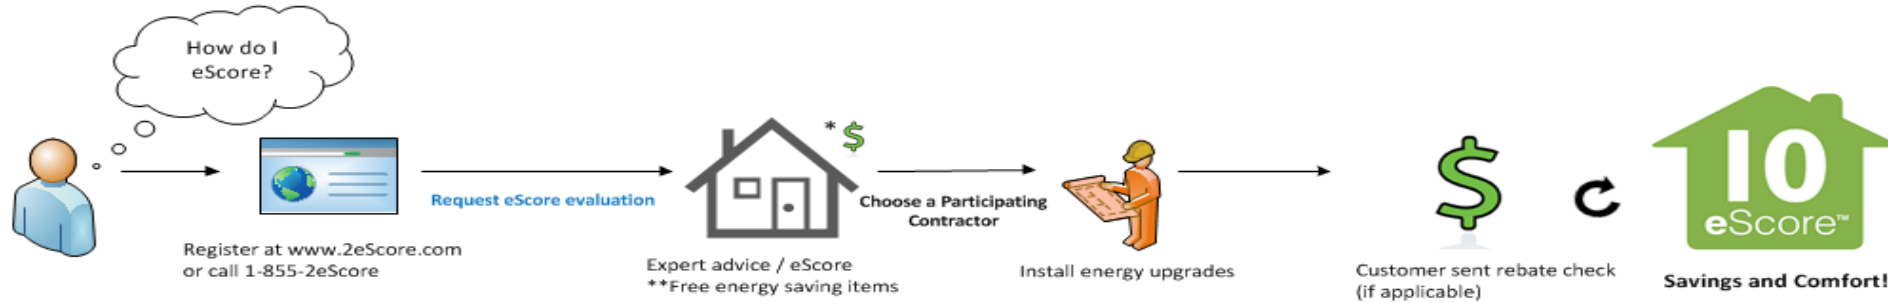 How do I
eScore?
Register at www.2eScore.com
or call 1-855-2eScore
Request eScore evaluation
*$
Expert advice / eScore
**Free energy saving items
Choose a Participating
Contractor
Install energy upgrades
$
Customer sent rebate check
(if applicable)
10
eScore™
Savings and Comfort!